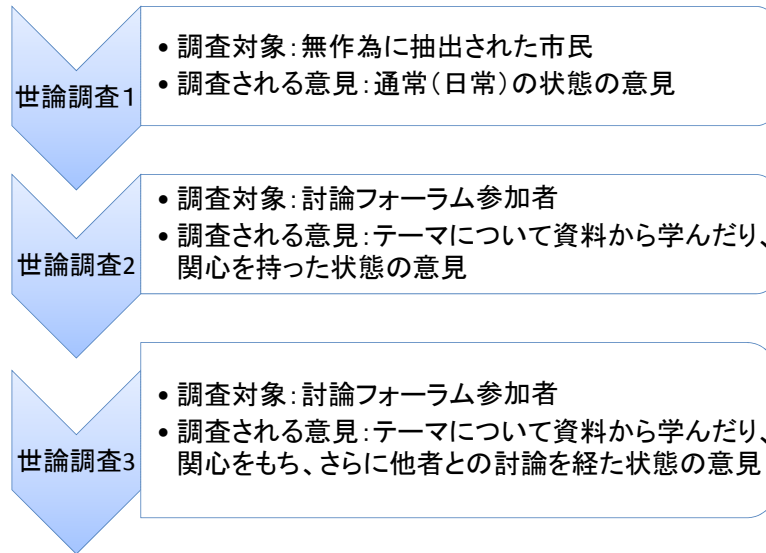 世論調査1
• 調査対象：無作為に抽出された市民
• 調査される意見：通常（日常）の状態の意見
世論調査2
• 調査対象：討論フォーラム参加者
• 調査される意見：テーマについて資料から学んだり、
関心を持った状態の意見
世論調査3
• 調査対象：討論フォーラム参加者
• 調査される意見：テーマについて資料から学んだり、
関心をもち、さらに他者との討論を経た状態の意見